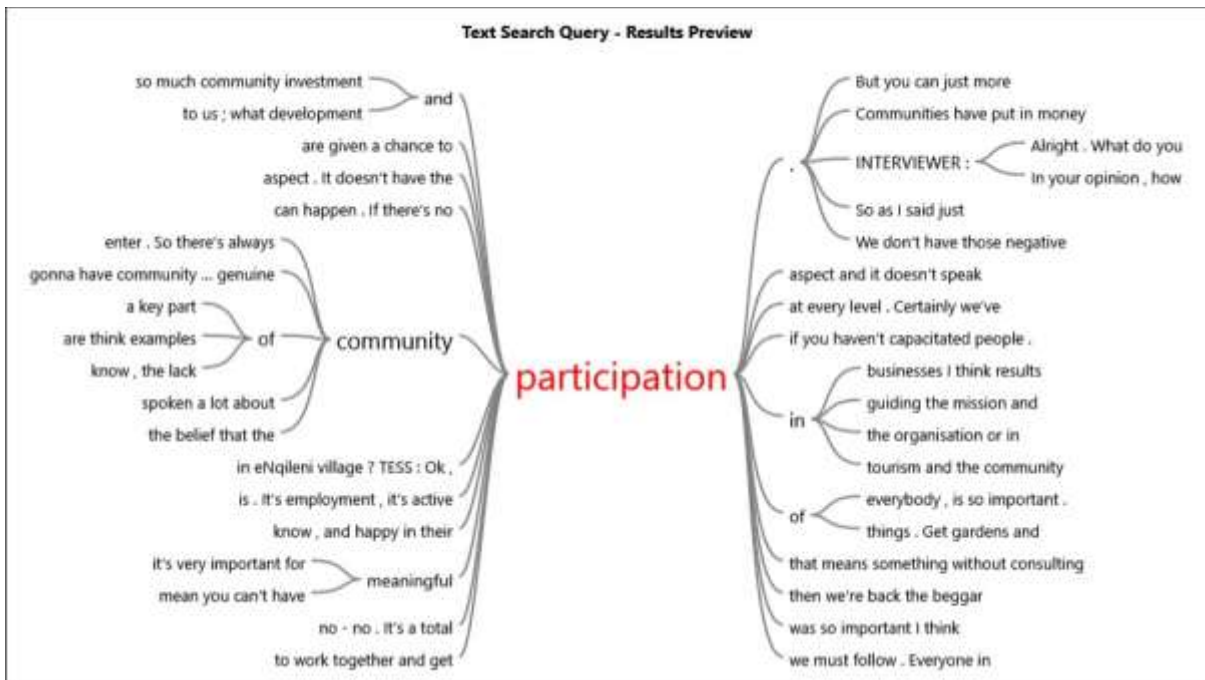 Text Search Query - Results Preview
so much community investment
to us ; what development
and
are given a chance to
aspect . It doesn't have the
can happen . If there's no
enter . So there's always
gonna have community ... genuine
a key part
are think examples
know , the lack
of
spoken a lot about
the belief that the
community
in eNqileni village ? TESS : Ok ,
is . It's employment , it's active
know , and happy in their
it's very important for
mean you can't have
meaningful
no - no . It's a total
to work together and get
participation
.
But you can just more
Communities have put in money
INTERVIEWER :
Alright . What do you
In your opinion , how
So as I said just
We don't have those negative
aspect and it doesn't speak
at every level . Certainly we've
if you haven't capacitated people .
in
businesses I think results
guiding the mission and
the organisation or in
tourism and the community
of
everybody , is so important .
things . Get gardens and
that means something without consulting
then we're back the beggar
was so important I think
we must follow . Everyone in